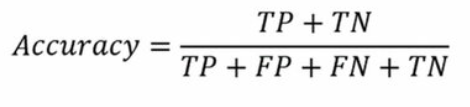 Accuracy = (TP + TN) / (TP + FP + FN + TN)